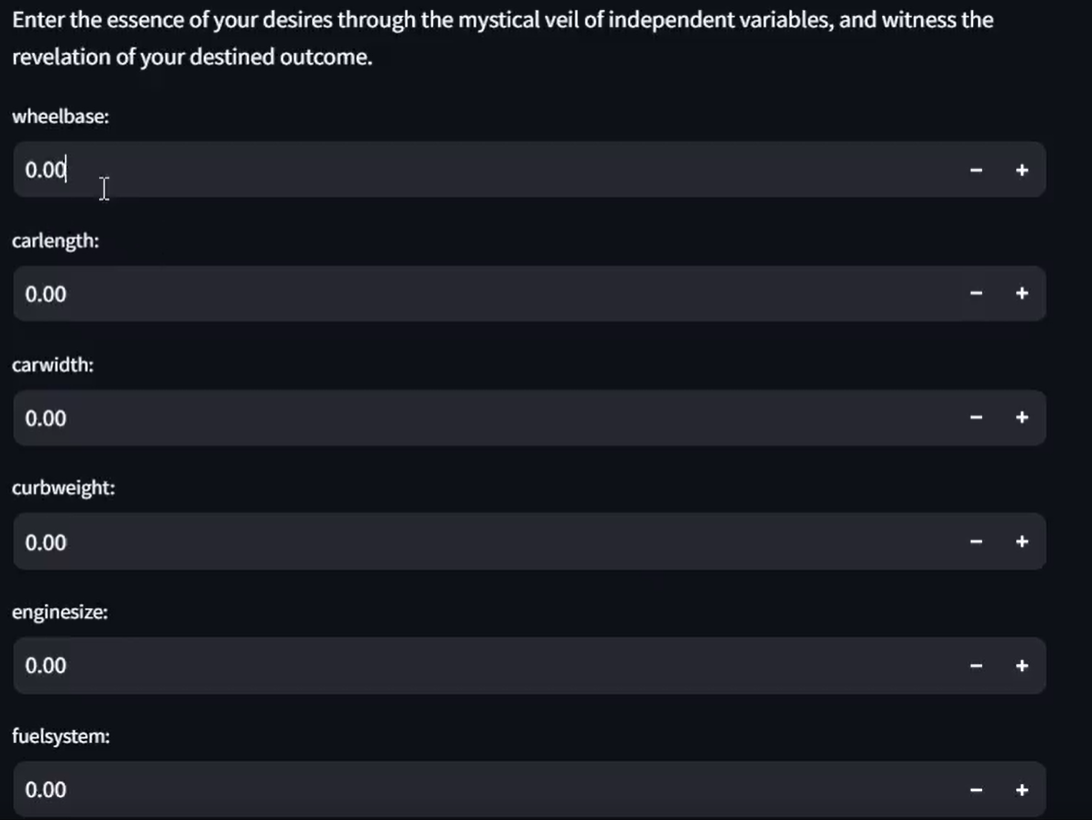 Enter the essence of your desires through the mystical veil of independent variables, and witness the
revelation of your destined outcome.
wheelbase:
0.00 − +
carlength:
0.00 − +
carwidth:
0.00 − +
curbweight:
0.00 − +
enginesize:
0.00 − +
fuelsystem:
0.00 − +